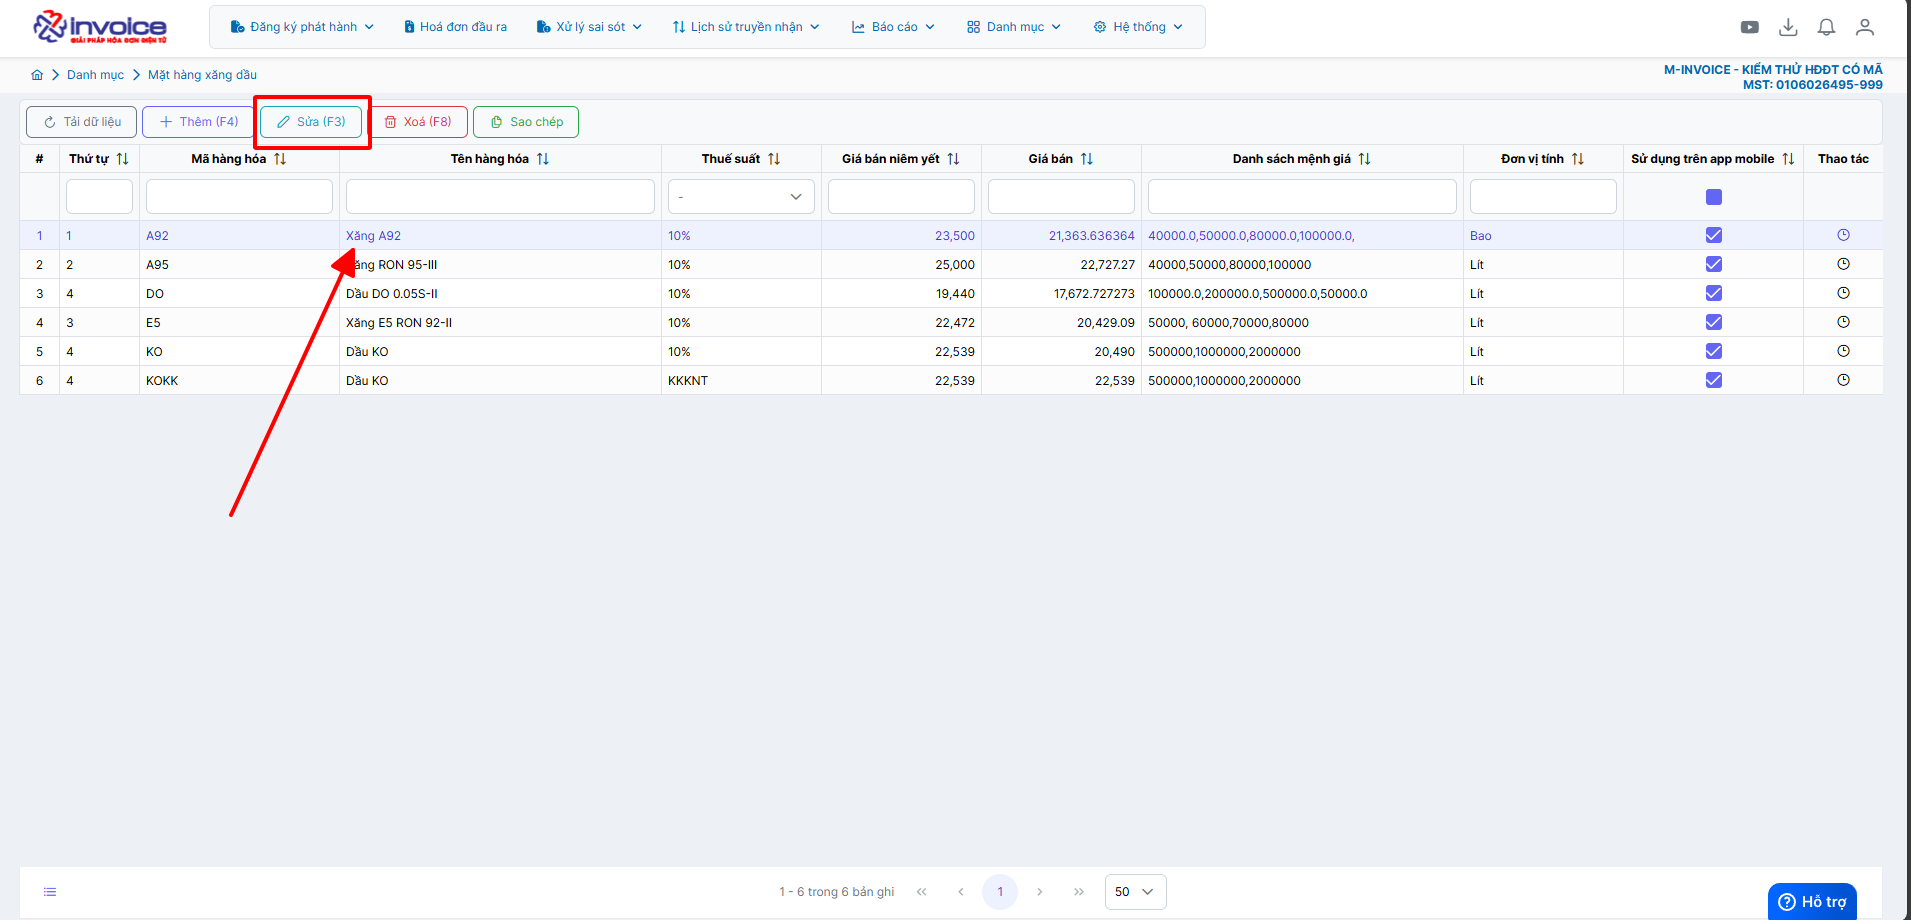 invoice
GIẢI PHÁP HÓA ĐƠN ĐIỆN TỬ
Đăng ký phát hành
Hoá đơn đầu ra
Xử lý sai sót
Lịch sử truyền nhận
Báo cáo
Danh mục
Hệ thống
Danh mục
Mặt hàng xăng dầu
M-INVOICE - KIỂM THỬ HĐĐT CÓ MÃ
MST: 0106026495-999
Tải dữ liệu
Thêm (F4)
Sửa (F3)
Xoá (F8)
Sao chép
# Thứ tự Mã hàng hóa Tên hàng hóa Thuế suất Giá bán niêm yết Giá bán Danh sách mệnh giá Đơn vị tính Sử dụng trên app mobile Thao tác
-
1 1 A92 Xăng A92 10% 23,500 21,363.636364 40000.0,50000.0,80000.0,100000.0, Bao
2 2 A95 ăng RON 95-III 10% 25,000 22,727.27 40000,50000,80000,100000 Lít
3 4 DO Dầu DO 0.05S-II 10% 19,440 17,672.727273 100000.0,200000.0,500000.0,50000.0 Lít
4 3 E5 Xăng E5 RON 92-II 10% 22,472 20,429.09 50000, 60000,70000,80000 Lít
5 4 KO Dầu KO 10% 22,539 20,490 500000,1000000,2000000 Lít
6 4 KOKK Dầu KO KKKNT 22,539 22,539 500000,1000000,2000000 Lít
1 - 6 trong 6 bản ghi
1
50
Hỗ trợ